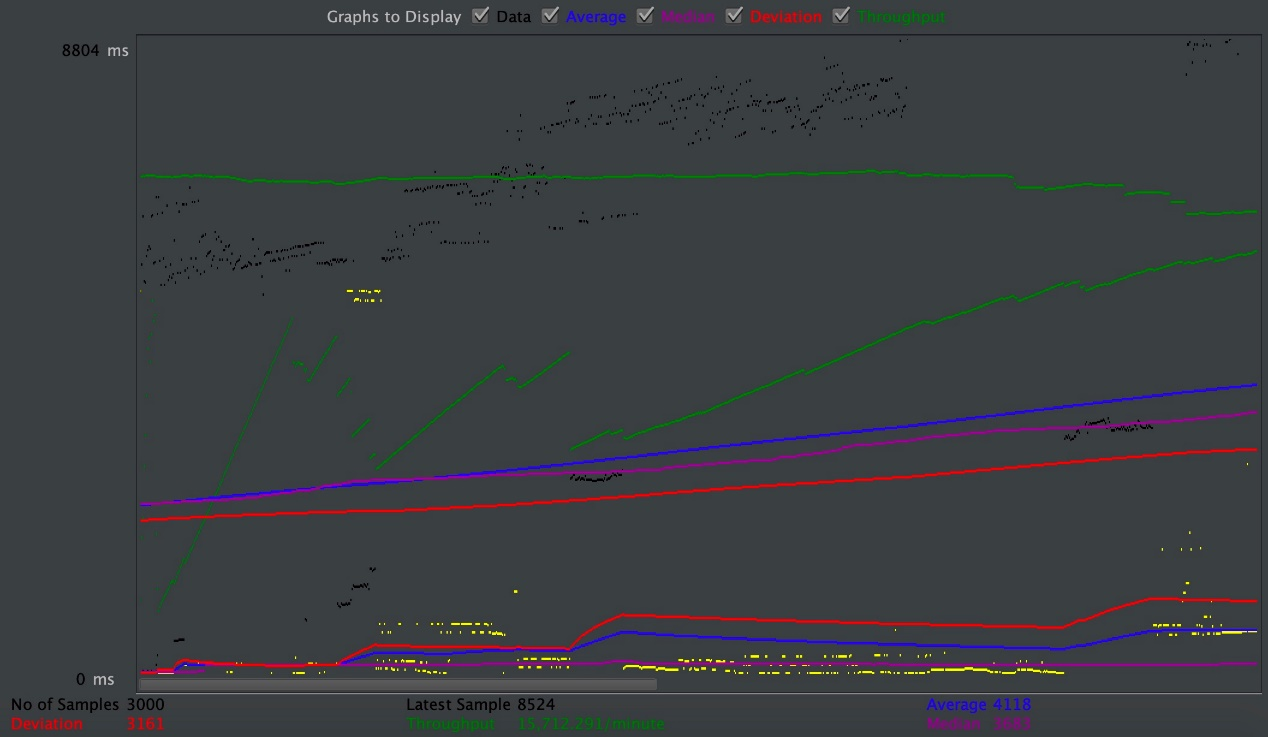 Graphs to Display Data Average Median Deviation Throughput
8804 ms
0 ms
No of Samples 3000 Latest Sample 8524 Average 4118
Deviation 3161 Throughput 15,712.291/minute Median